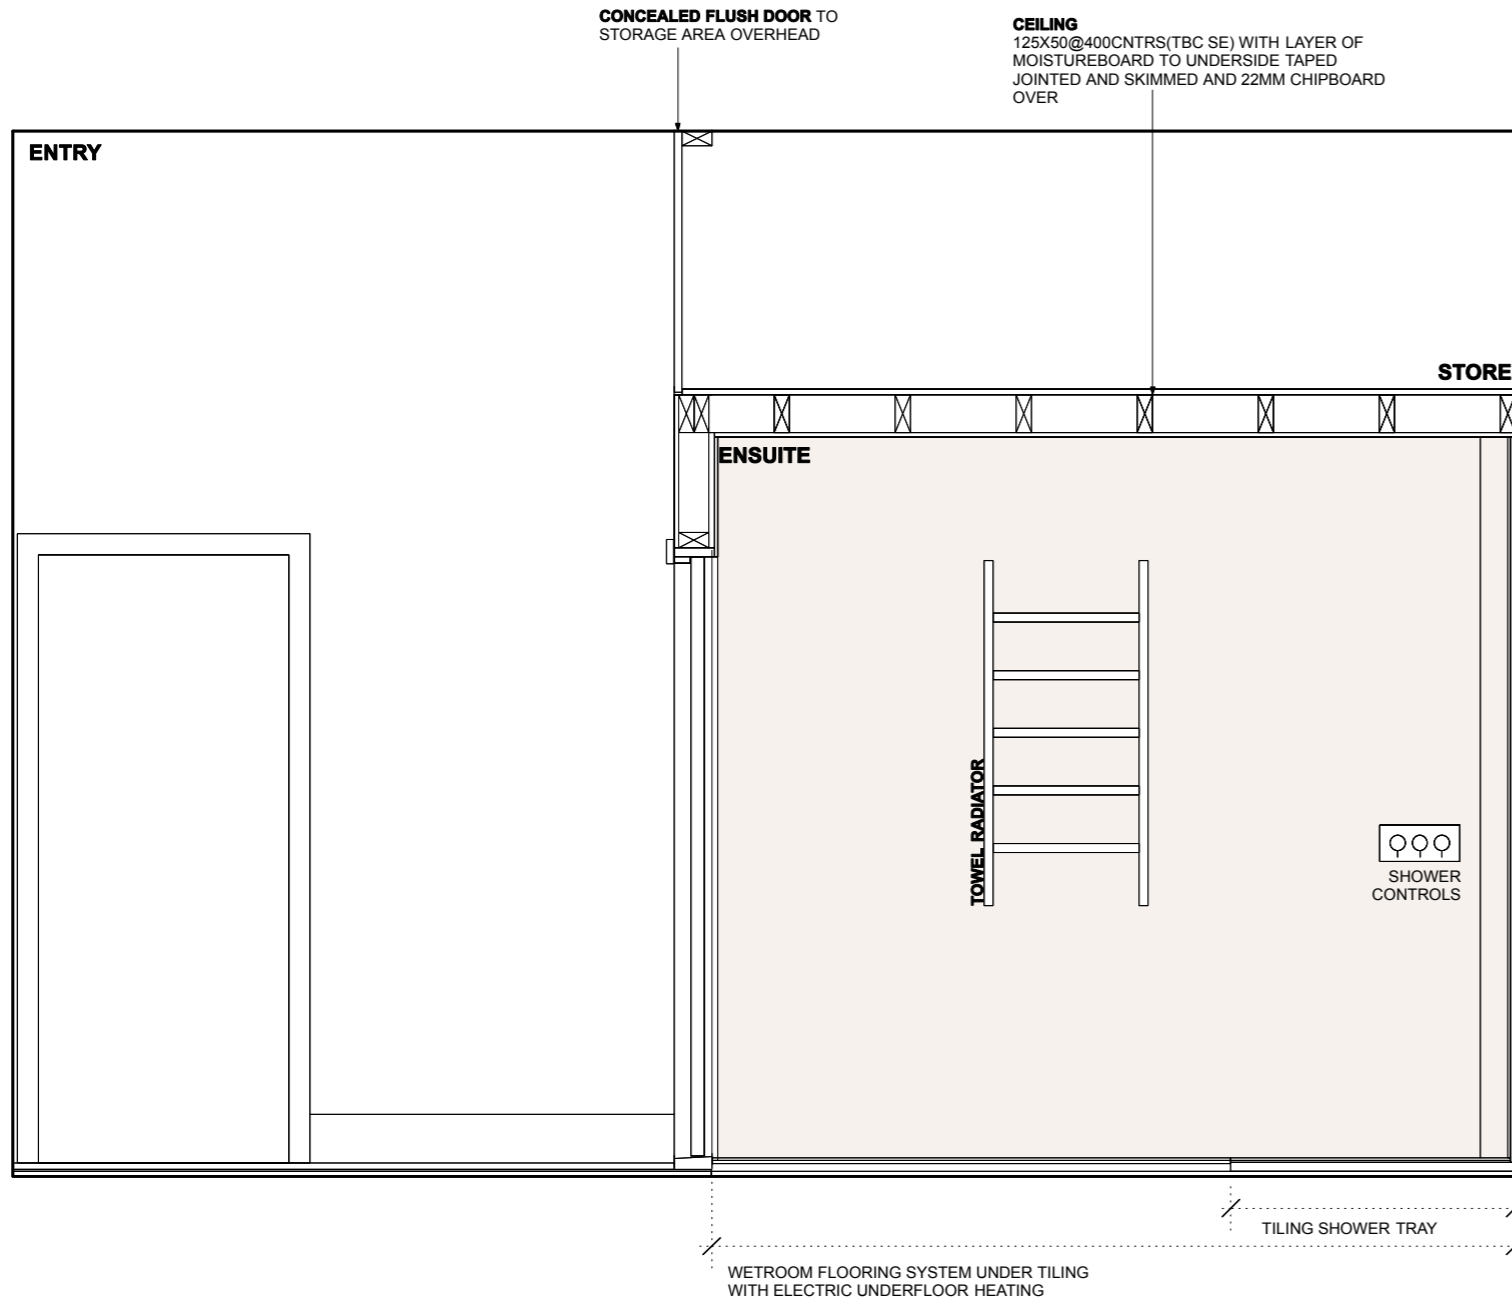 CONCEALED FLUSH DOOR TO
STORAGE AREA OVERHEAD
CEILING
125X50@400CNTRS(TBC SE) WITH LAYER OF
MOISTUREBOARD TO UNDERSIDE TAPED
JOINTED AND SKIMMED AND 22MM CHIPBOARD
OVER
ENTRY
STORE
ENSUITE
TOWEL RADIATOR
SHOWER
CONTROLS
TILING SHOWER TRAY
WETROOM FLOORING SYSTEM UNDER TILING
WITH ELECTRIC UNDERFLOOR HEATING